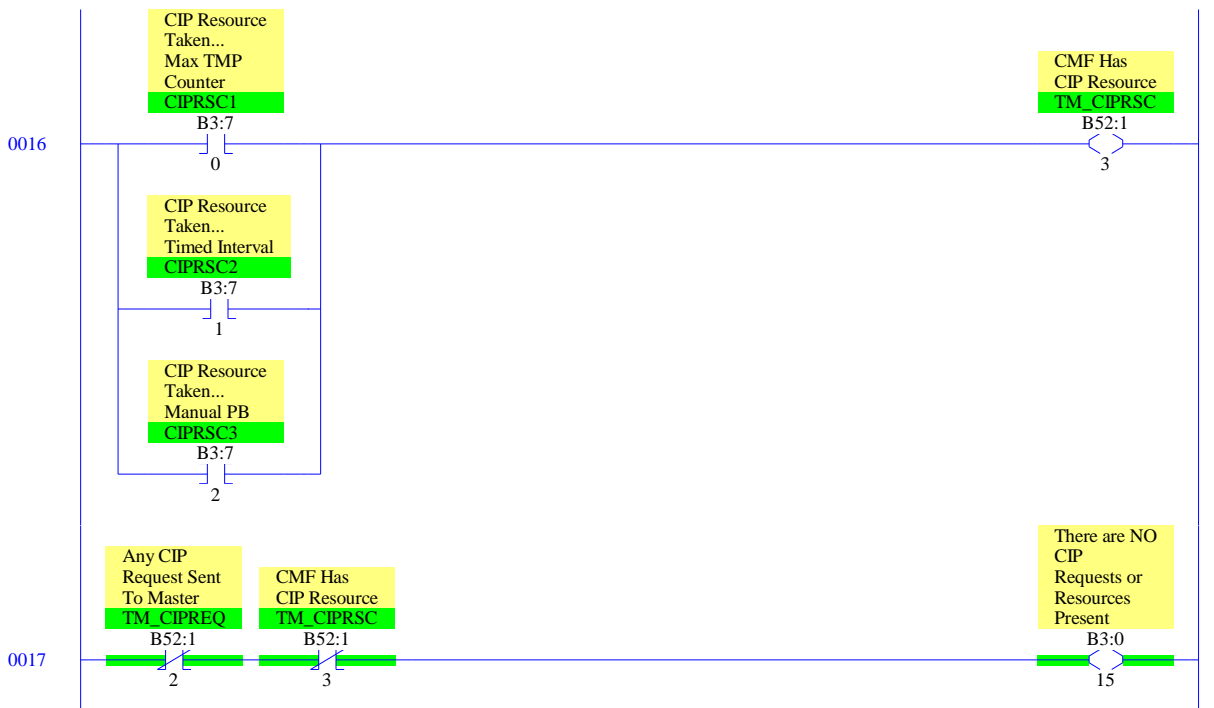 CIP Resource
Taken...
Max TMP
Counter
CIPRSC1
B3:7
0
CMF Has
CIP Resource
TM_CIPRSC
B52:1
3
0016
CIP Resource
Taken...
Timed Interval
CIPRSC2
B3:7
1
CIP Resource
Taken...
Manual PB
CIPRSC3
B3:7
2
Any CIP
Request Sent
To Master
TM_CIPREQ
B52:1
2
CMF Has
CIP Resource
TM_CIPRSC
B52:1
3
There are NO
CIP
Requests or
Resources
Present
B3:0
15
0017